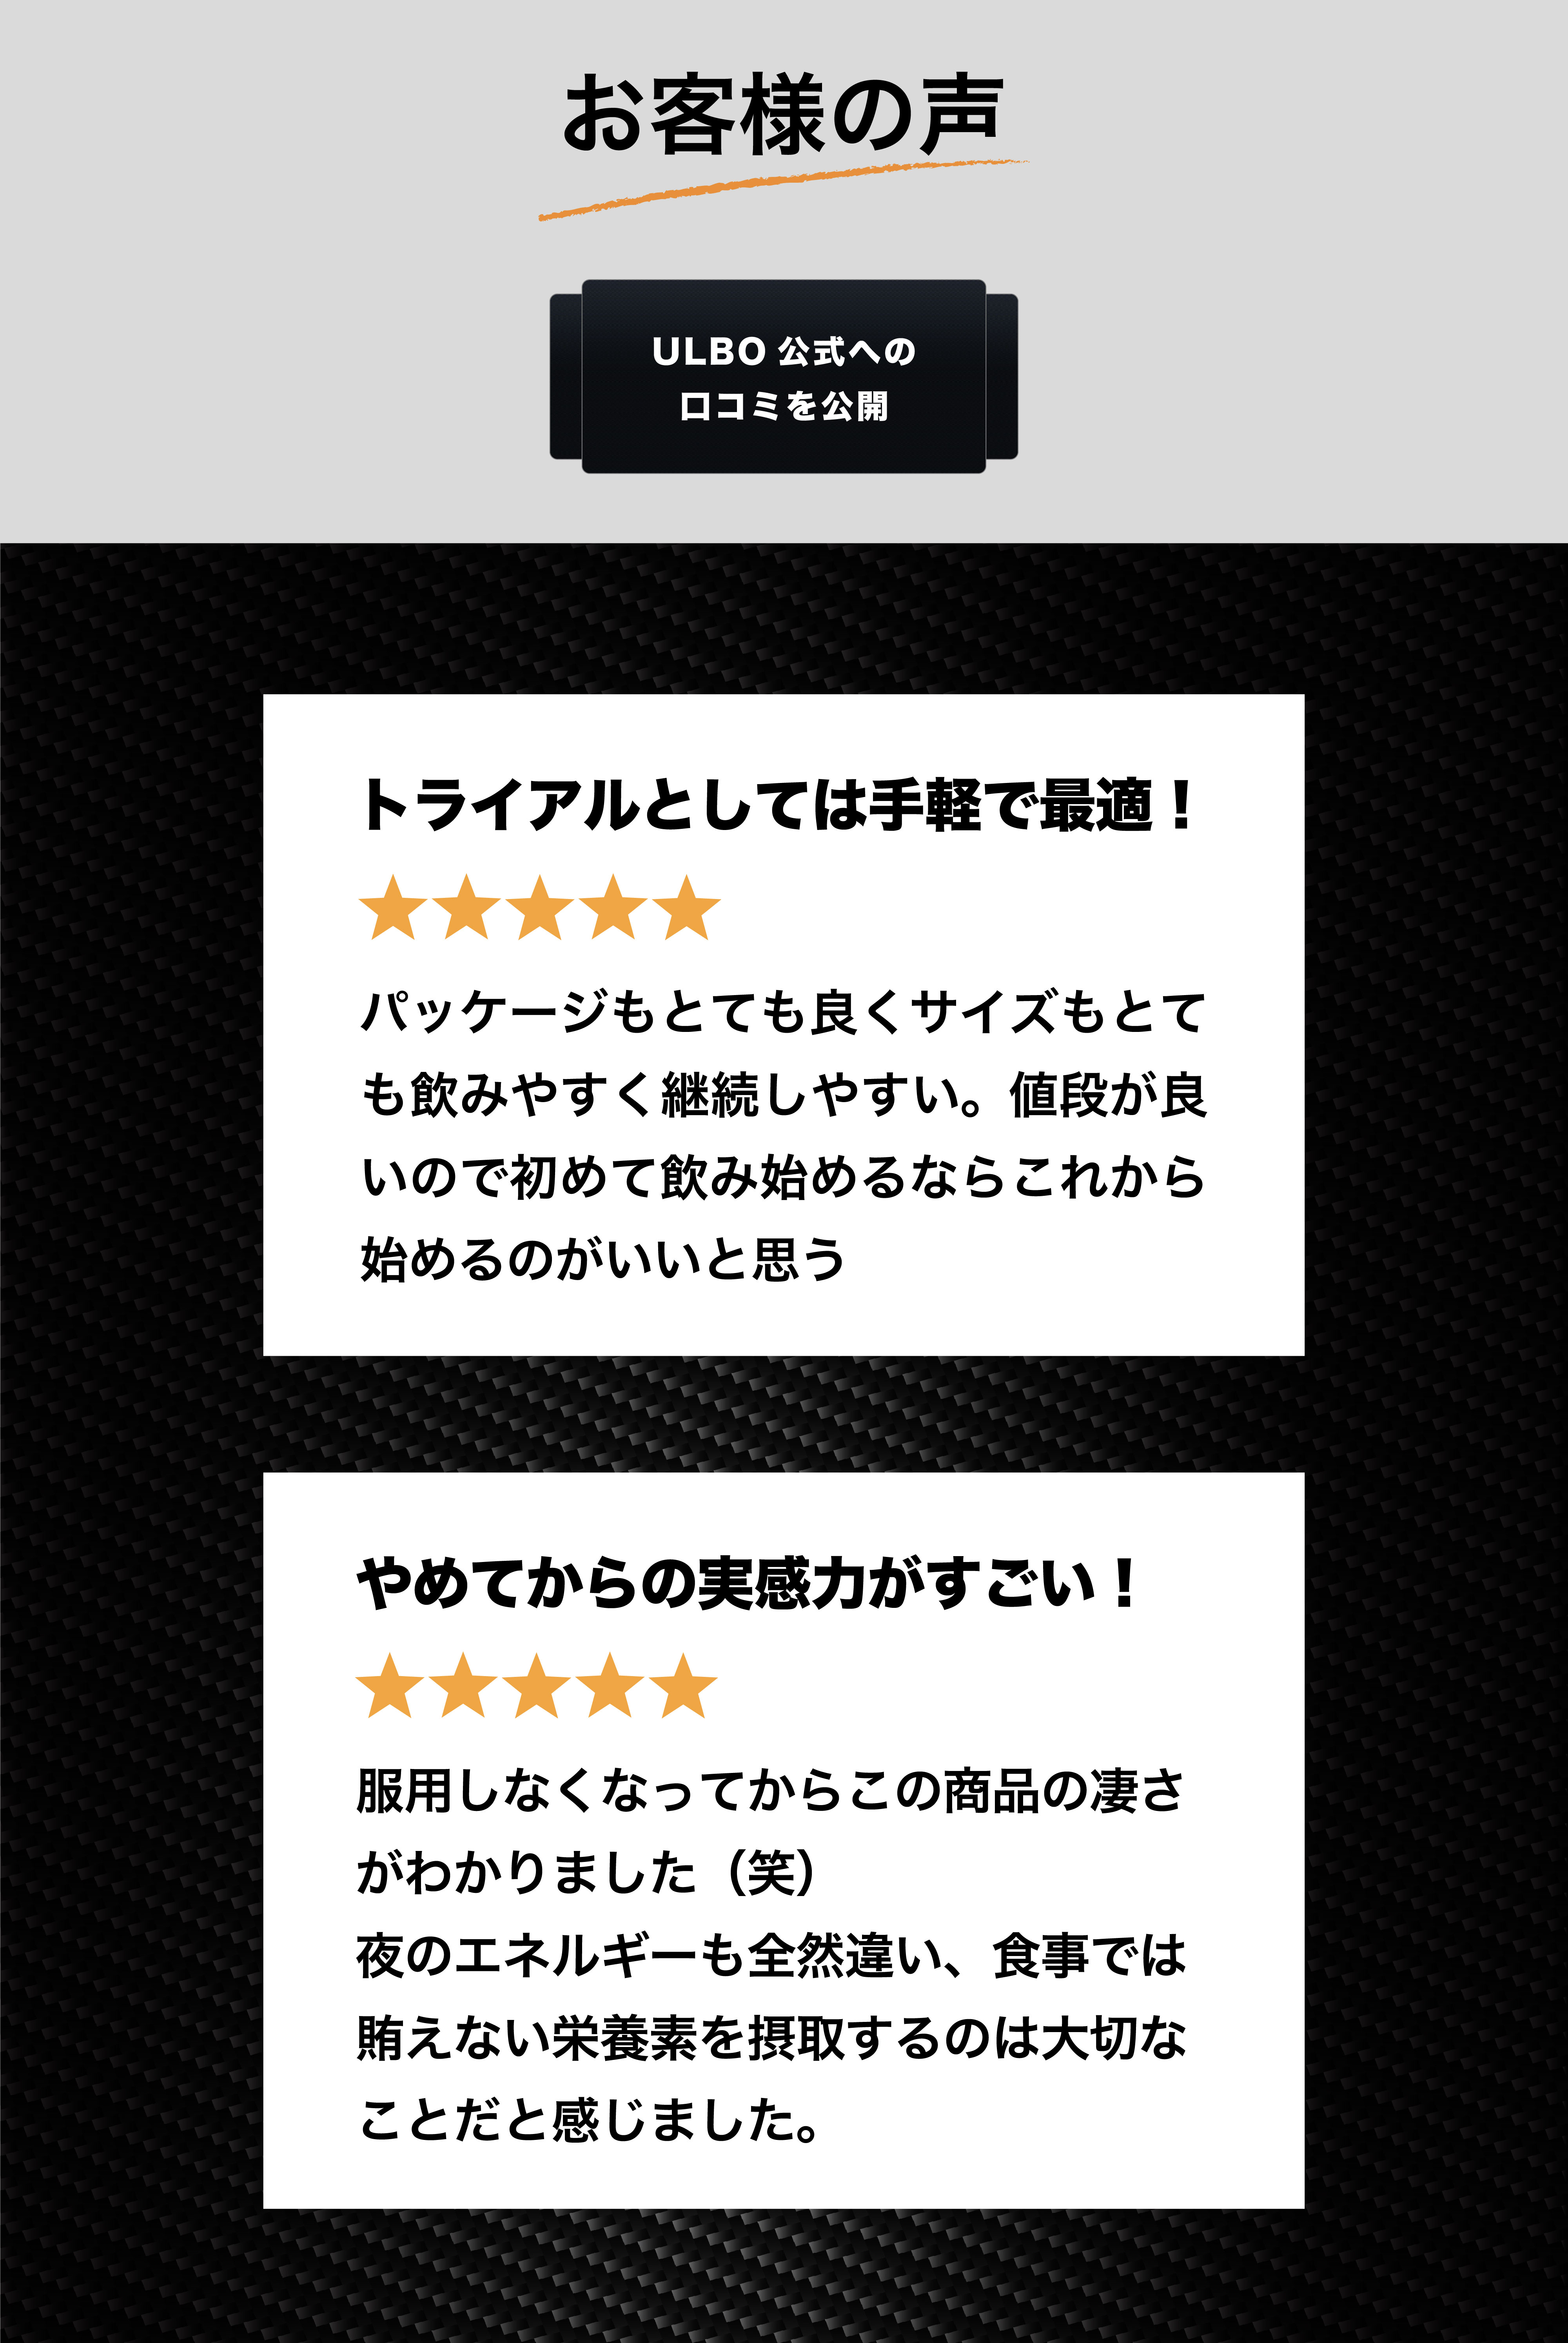 お客様の声
ULBO 公式への
口コミを公開
トライアルとしては手軽で最適！
パッケージもとても良くサイズもとて
も飲みやすく継続しやすい。値段が良
いので初めて飲み始めるならこれから
始めるのがいいと思う
やめてからの実感力がすごい！
服用しなくなってからこの商品の凄さ
がわかりました（笑）
夜のエネルギーも全然違い、食事では
賄えない栄養素を摂取するのは大切な
ことだと感じました。